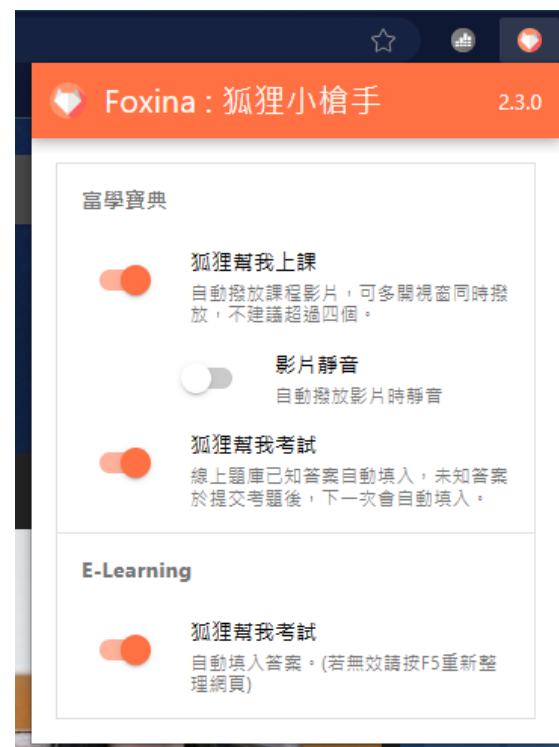 Foxina : 狐狸小槍手
2.3.0
富學寶典
狐狸幫我上課
自動撥放課程影片，可多開視窗同時撥
放，不建議超過四個。
影片靜音
自動撥放影片時靜音
狐狸幫我考試
線上題庫已知答案自動填入，未知答案
於提交考題後，下一次會自動填入。
E-Learning
狐狸幫我考試
自動填入答案。(若無效請按F5重新整
理網頁)